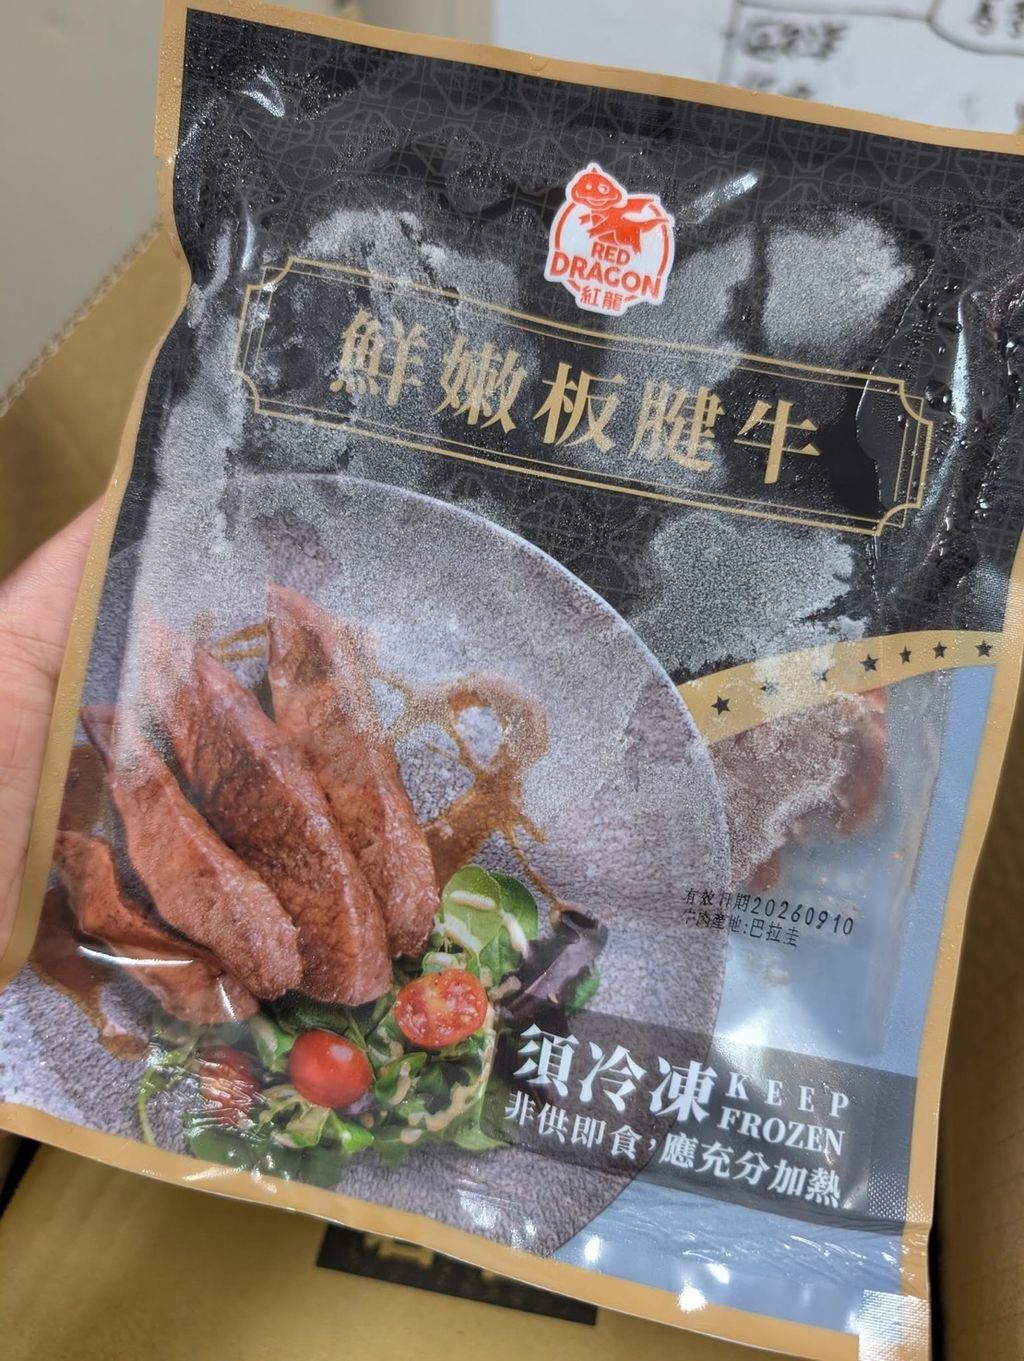 RED
DRAGON
紅龍
鮮嫩板腱牛
有效日期20260910
牛肉產地:巴拉圭
須冷凍 KEEP FROZEN
非供即食，應充分加熱